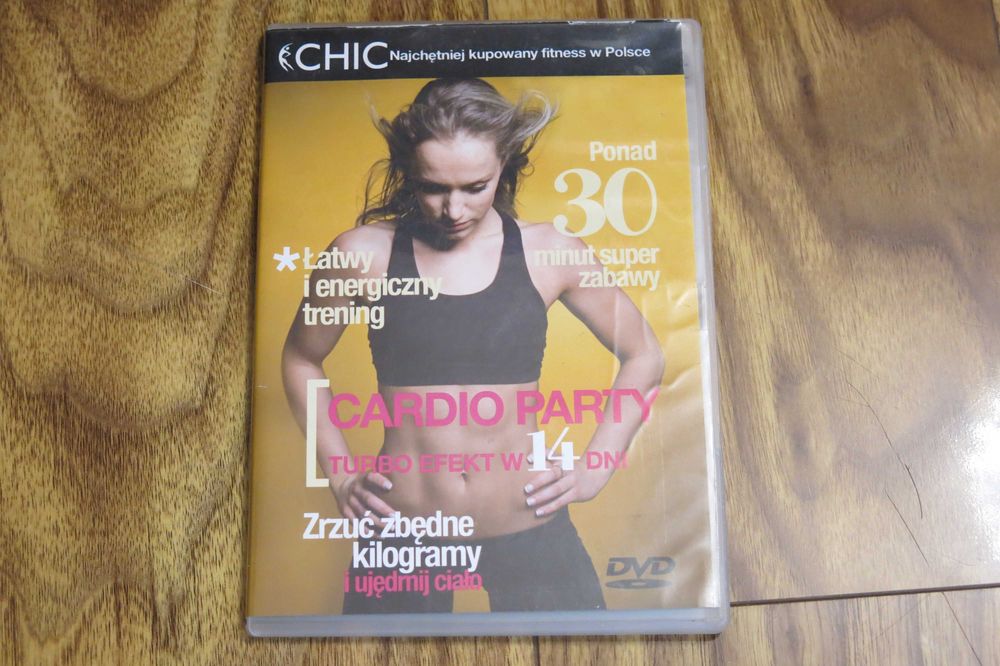 CHIC Najchętniej kupowany fitness w Polsce
Ponad
30
minut super
zabawy
*Łatwy
i energiczny
trening
[CARDIO PARTY
TURBO EFEKT W 14 DNI
Zrzuć zbędne
kilogramy
i ujędrnij ciało
DVD